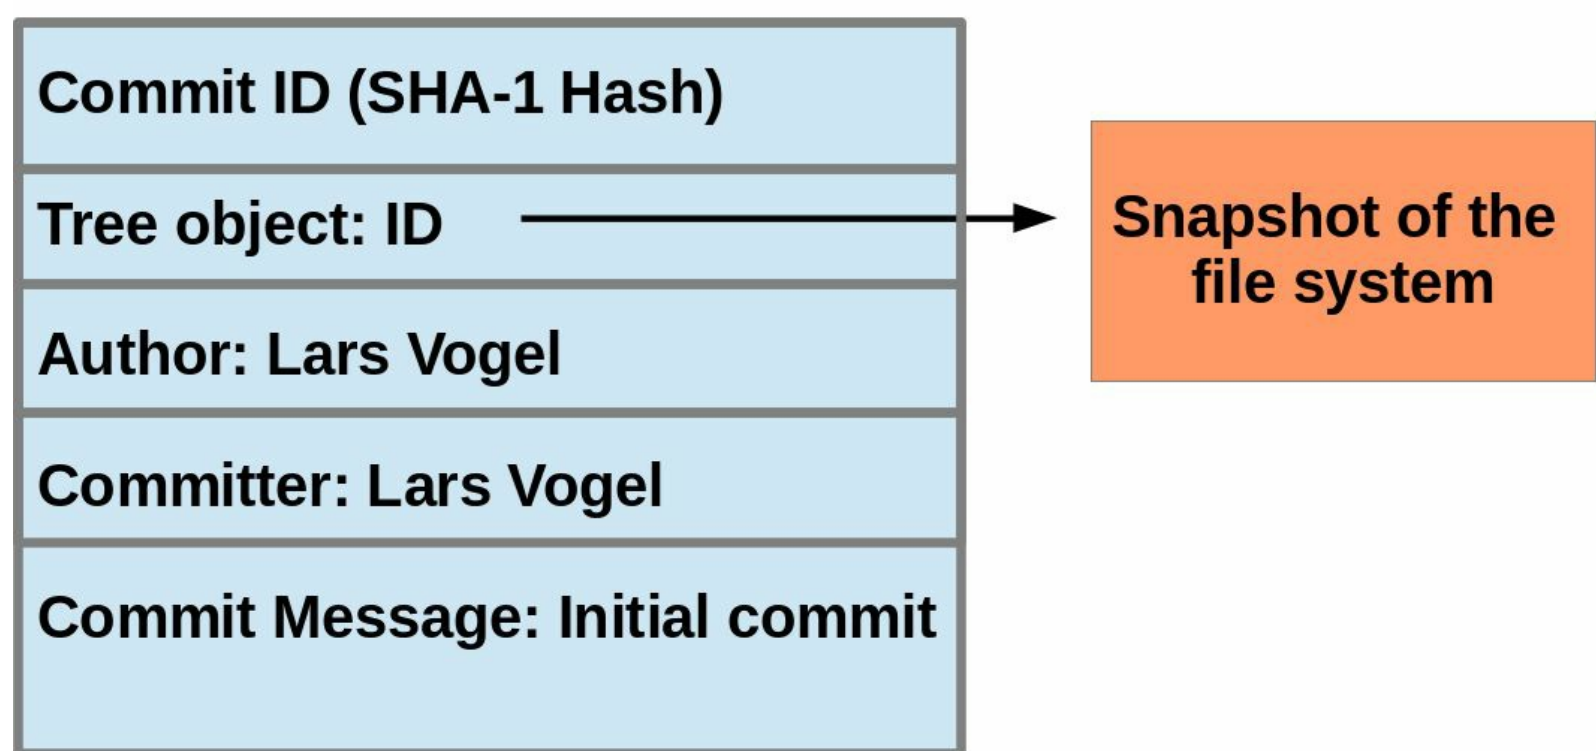 Commit ID (SHA-1 Hash)
Tree object: ID
Snapshot of the
file system
Author: Lars Vogel
Committer: Lars Vogel
Commit Message: Initial commit